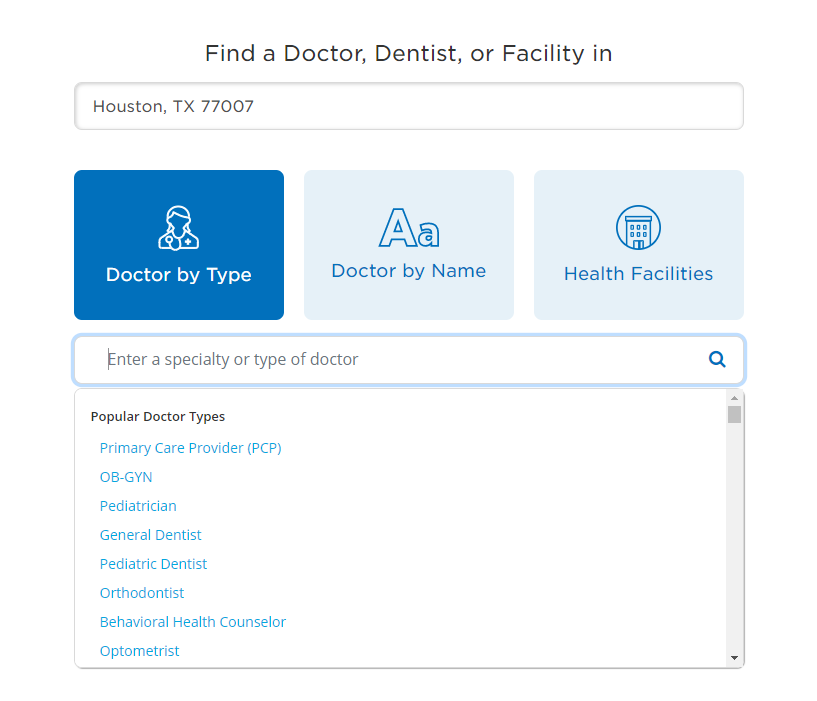 Find a Doctor, Dentist, or Facility in
Houston, TX 77007
Aa
Doctor by Type
Doctor by Name
Health Facilities
Enter a specialty or type of doctor
Popular Doctor Types
Primary Care Provider (PCP)
OB-GYN
Pediatrician
General Dentist
Pediatric Dentist
Orthodontist
Behavioral Health Counselor
Optometrist